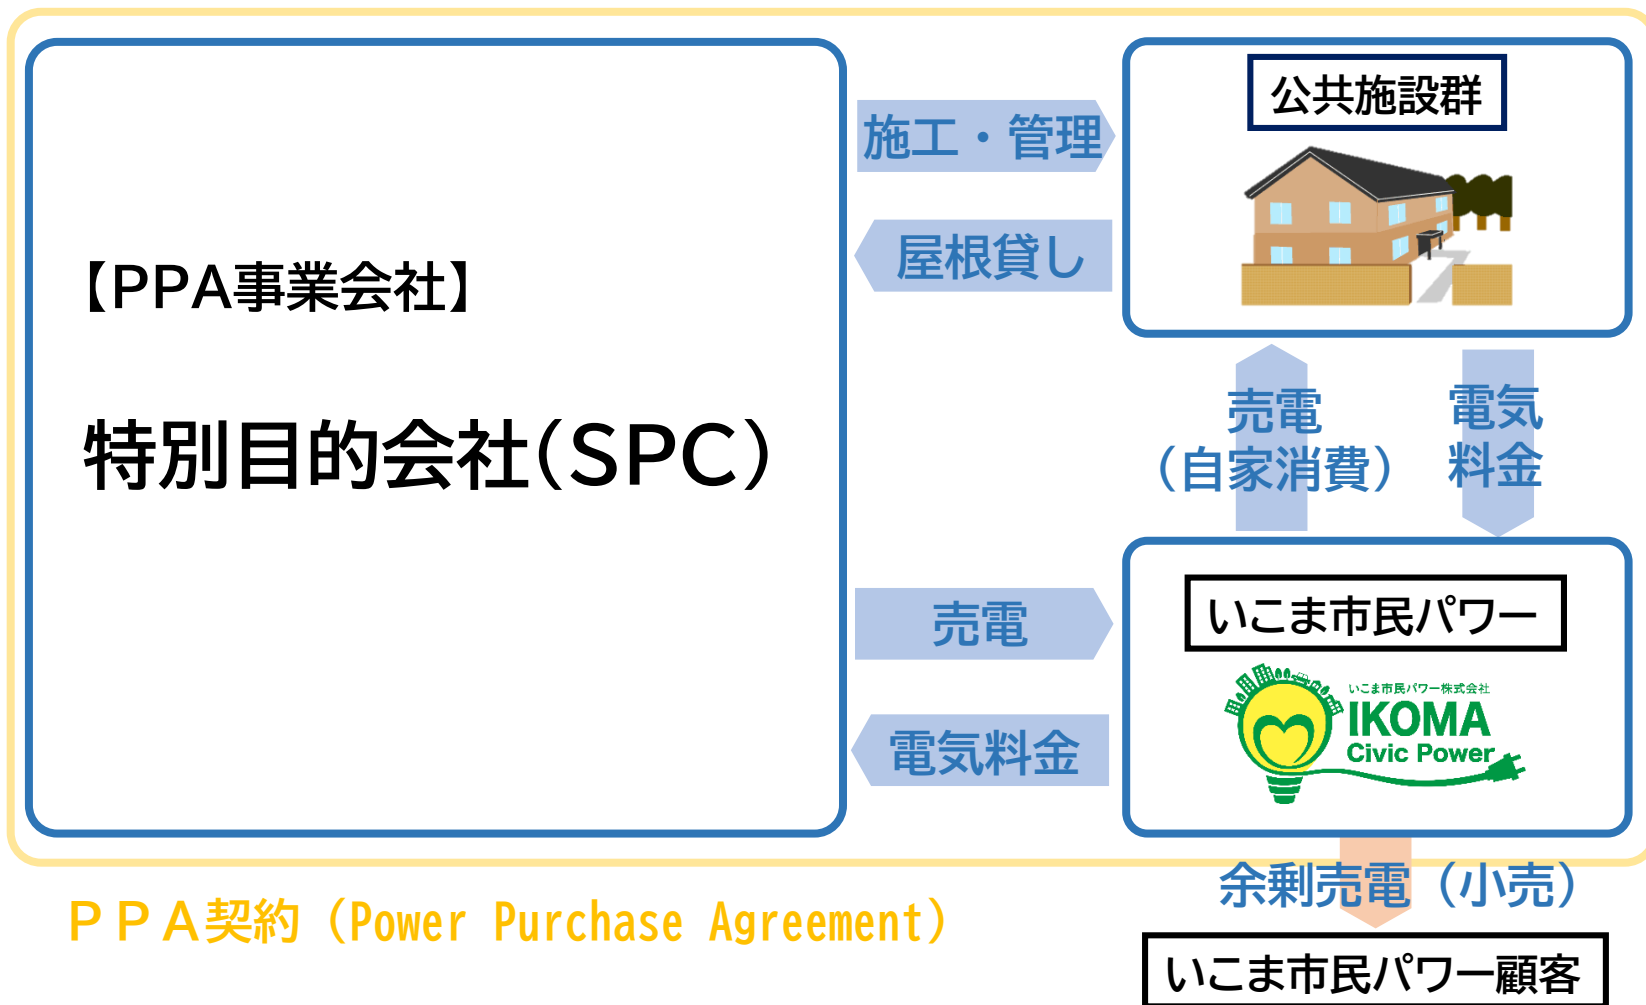 【PPA事業会社】
特別目的会社(SPC)
施工・管理
屋根貸し
公共施設群
売電
（自家消費）
電気
料金
売電
電気料金
いこま市民パワー
いこま市民パワー株式会社
IKOMA
Civic Power
余剰売電（小売）
いこま市民パワー顧客
ＰＰＡ契約（Power Purchase Agreement）